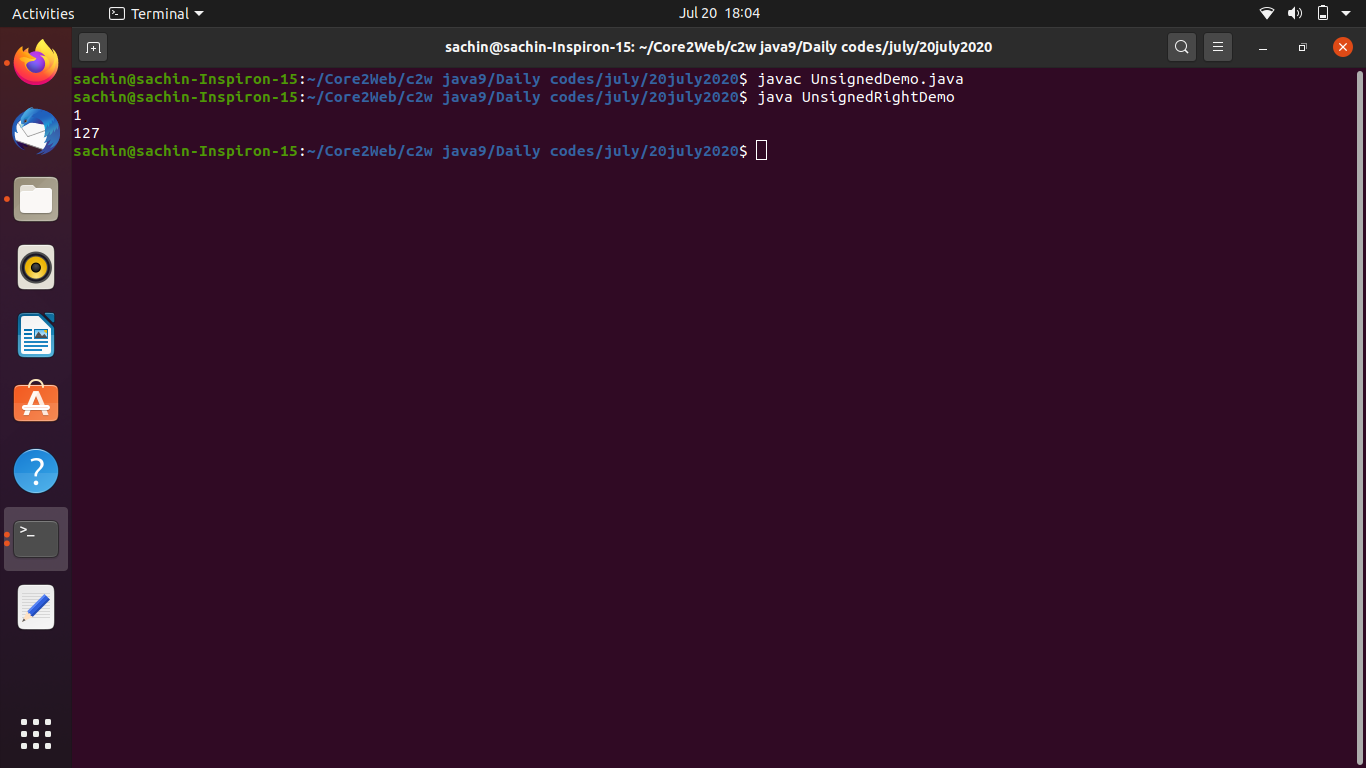 Activities
Terminal
Jul 20 18:04
sachin@sachin-Inspiron-15: ~/Core2Web/c2w java9/Daily codes/july/20july2020
sachin@sachin-Inspiron-15:~/Core2Web/c2w java9/Daily codes/july/20july2020$ javac UnsignedDemo.java
sachin@sachin-Inspiron-15:~/Core2Web/c2w java9/Daily codes/july/20july2020$ java UnsignedRightDemo
1
127
sachin@sachin-Inspiron-15:~/Core2Web/c2w java9/Daily codes/july/20july2020$